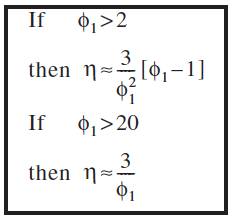 If ϕ₁>2
then η≈ 3/ϕ₁² [ϕ₁−1]
If ϕ₁>20
then η≈ 3/ϕ₁